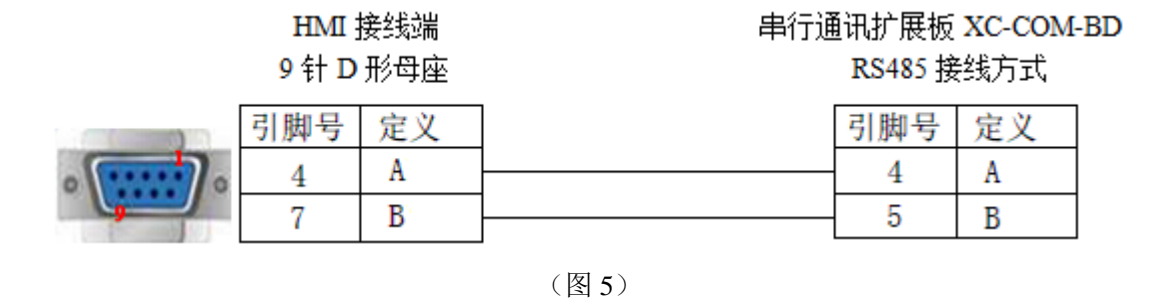 HMI 接线端
9 针 D 形母座
串行通讯扩展板 XC-COM-BD
RS485 接线方式
引脚号 定义
4 A
7 B
引脚号 定义
4 A
5 B
1
9
（图 5）